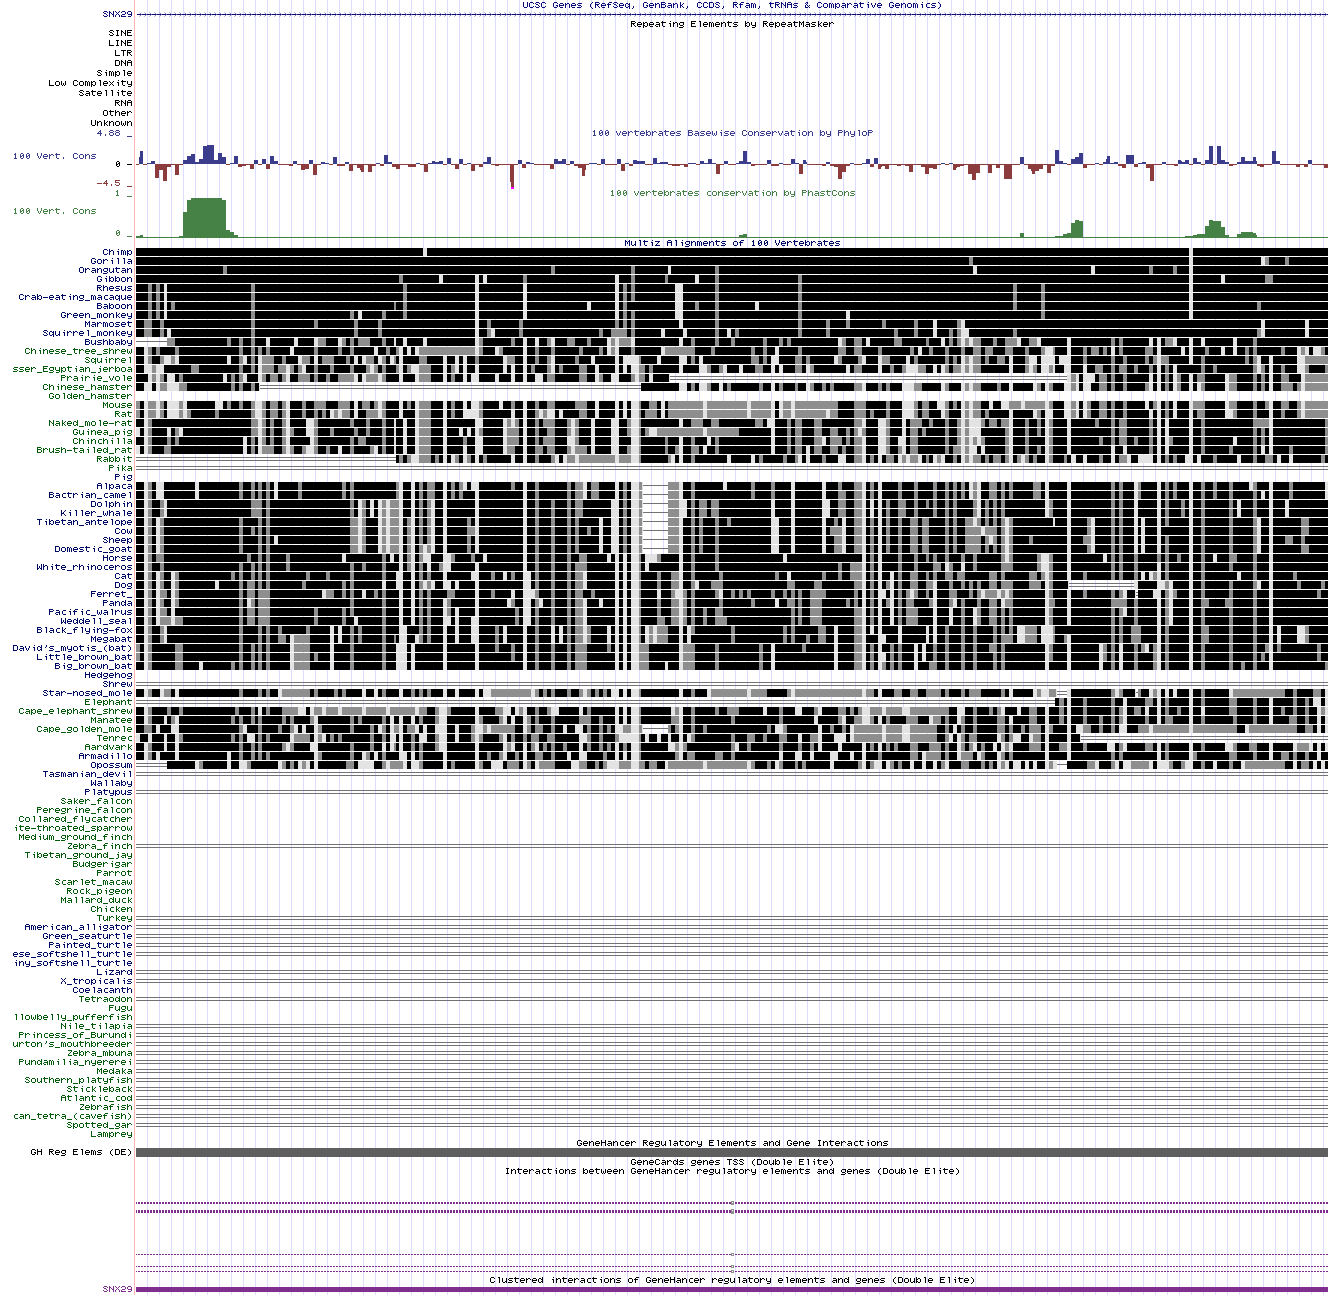 UCSC Genes (RefSeq, GenBank, CCDS, Rfam, tRNAs & Comparative Genomics)
SNX29
Repeating Elements by RepeatMasker
SINE
LINE
LTR
DNA
Simple
Low Complexity
Satellite
RNA
Other
Unknown
4.88 _
100 vertebrates Basewise Conservation by PhyloP
100 Vert. Cons
0 -
-4.5 _
100 vertebrates conservation by PhastCons
1 _
100 Vert. Cons
0 _
Multiz Alignments of 100 Vertebrates
Chimp
Gorilla
Orangutan
Gibbon
Rhesus
Crab-eating_macaque
Baboon
Green_monkey
Marmoset
Squirrel_monkey
Bushbaby
Chinese_tree_shrew
Squirrel
sser_Egyptian_jerboa
Prairie_vole
Chinese_hamster
Golden_hamster
Mouse
Rat
Naked_mole-rat
Guinea_pig
Chinchilla
Brush-tailed_rat
Rabbit
Pika
Pig
Alpaca
Bactrian_camel
Dolphin
Killer_whale
Tibetan_antelope
Cow
Sheep
Domestic_goat
Horse
White_rhinoceros
Cat
Dog
Ferret_
Panda
Pacific_walrus
Weddell_seal
Black_flying-fox
Megabat
David's_myotis_(bat)
Little_brown_bat
Big_brown_bat
Hedgehog
Shrew
Star-nosed_mole
Elephant
Cape_elephant_shrew
Manatee
Cape_golden_mole
Tenrec
Aardvark
Armadillo
Opossum
Tasmanian_devil
Wallaby
Platypus
Saker_falcon
Peregrine_falcon
Collared_flycatcher
ite-throated_sparrow
Medium_ground_finch
Zebra_finch
Tibetan_ground_jay
Budgerigar
Parrot
Scarlet_macaw
Rock_pigeon
Mallard_duck
Chicken
Turkey
American_alligator
Green_seaturtle
Painted_turtle
ese_softshell_turtle
iny_softshell_turtle
Lizard
X_tropicalis
Coelacanth
Tetraodon
Fugu
llowbelly_pufferfish
Nile_tilapia
Princess_of_Burundi
urton's_mouthbreeder
Zebra_mbuna
Pundamilia_nyererei
Medaka
Southern_platyfish
Stickleback
Atlantic_cod
Zebrafish
can_tetra_(cavefish)
Spotted_gar
Lamprey
GeneHancer Regulatory Elements and Gene Interactions
GH Reg Elems (DE)
GeneCards genes TSS (Double Elite)
Interactions between GeneHancer regulatory elements and genes (Double Elite)
Clustered interactions of GeneHancer regulatory elements and genes (Double Elite)
SNX29